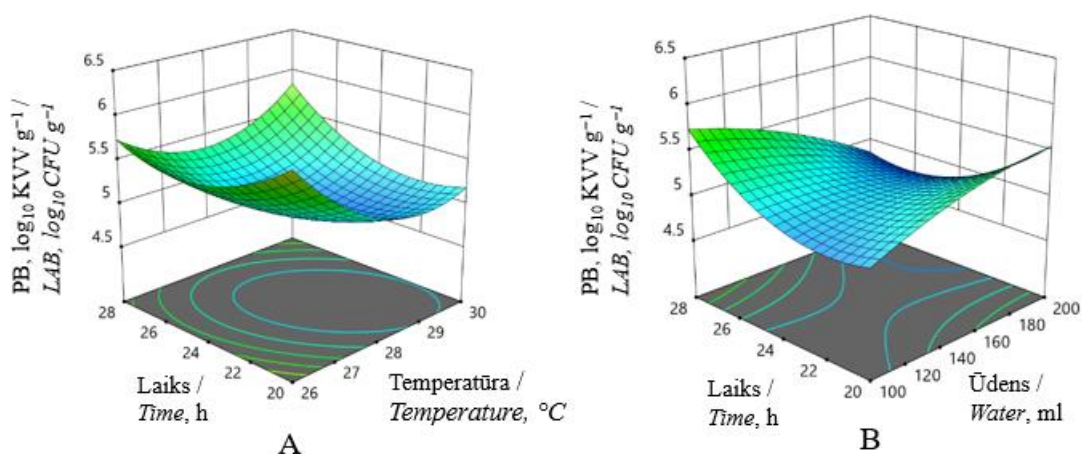 6.5
6
5.5
5
4.5
PB, log₁₀ KVV g⁻¹ /
LAB, log₁₀ CFU g⁻¹
28
26
24
22
20
26
27
28
29
30
Laiks /
Time, h
Temperatūra /
Temperature, °C
A
6.5
6
5.5
5
4.5
PB, log₁₀ KVV g⁻¹ /
LAB, log₁₀ CFU g⁻¹
28
26
24
22
20
100
120
140
160
180
200
Laiks /
Time, h
Ūdens /
Water, ml
B